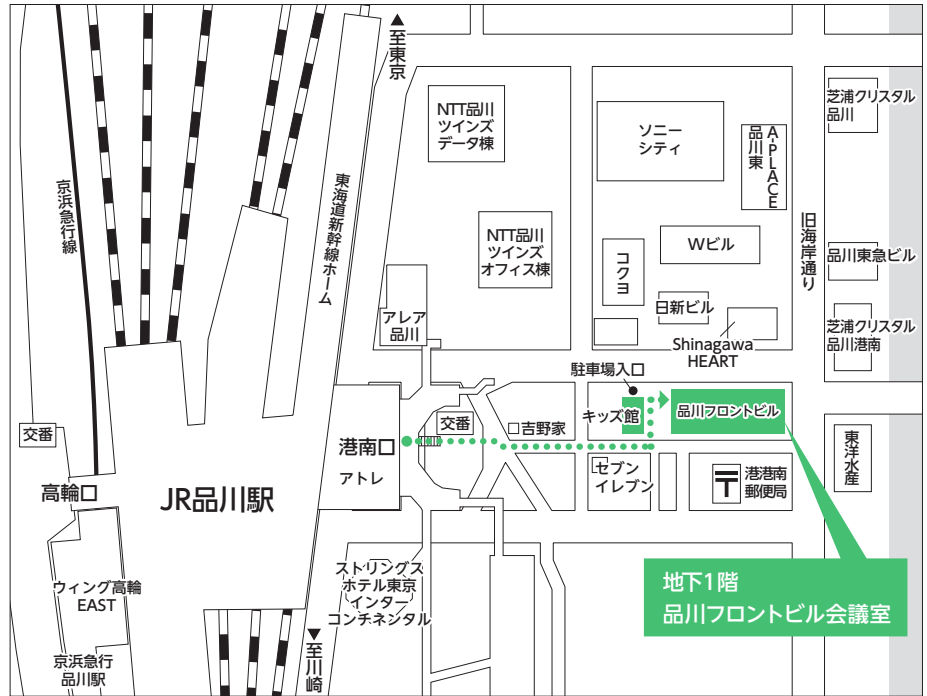 ▲至東京
NTT品川
ツインズ
データ棟
ソニー
シティ
A-PLACE
品川東
芝浦クリスタル
品川
京浜急行線
東海道新幹線ホーム
NTT品川
ツインズ
オフィス棟
コクヨ
Wビル
旧海岸通り
品川東急ビル
日新ビル
アレア
品川
Shinagawa
HEART
芝浦クリスタル
品川港南
駐車場入口
キッズ館
品川フロントビル
交番
吉野家
交番
港南口
アトレ
セブン
イレブン
〒
港港南
郵便局
東洋水産
高輪口
JR品川駅
ウィング高輪
EAST
ストリングス
ホテル東京
インター
コンチネンタル
地下1階
品川フロントビル会議室
京浜急行
品川駅
▼至川崎